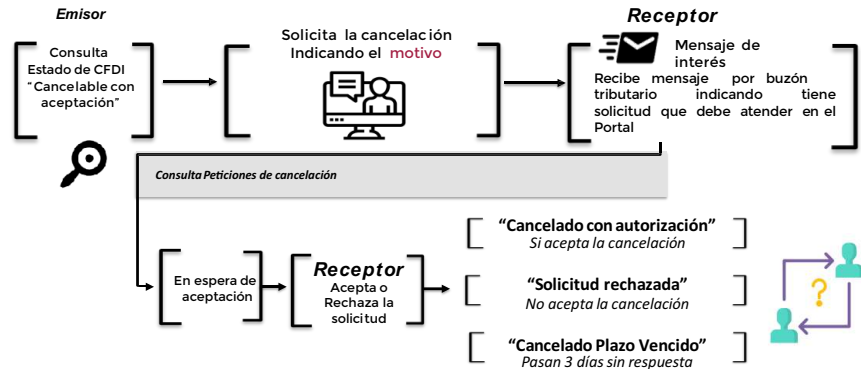 Emisor
Consulta
Estado de CFDI
“Cancelable con
aceptación”
Solicita la cancelación
Indicando el motivo
Receptor
Mensaje de
interés
Recibe mensaje por buzón
tributario indicando tiene
solicitud que debe atender en el
Portal
Consulta Peticiones de cancelación
En espera de
aceptación
Receptor
Acepta o
Rechaza la
solicitud
“Cancelado con autorización”
Si acepta la cancelación
“Solicitud rechazada”
No acepta la cancelación
“Cancelado Plazo Vencido”
Pasan 3 días sin respuesta
?